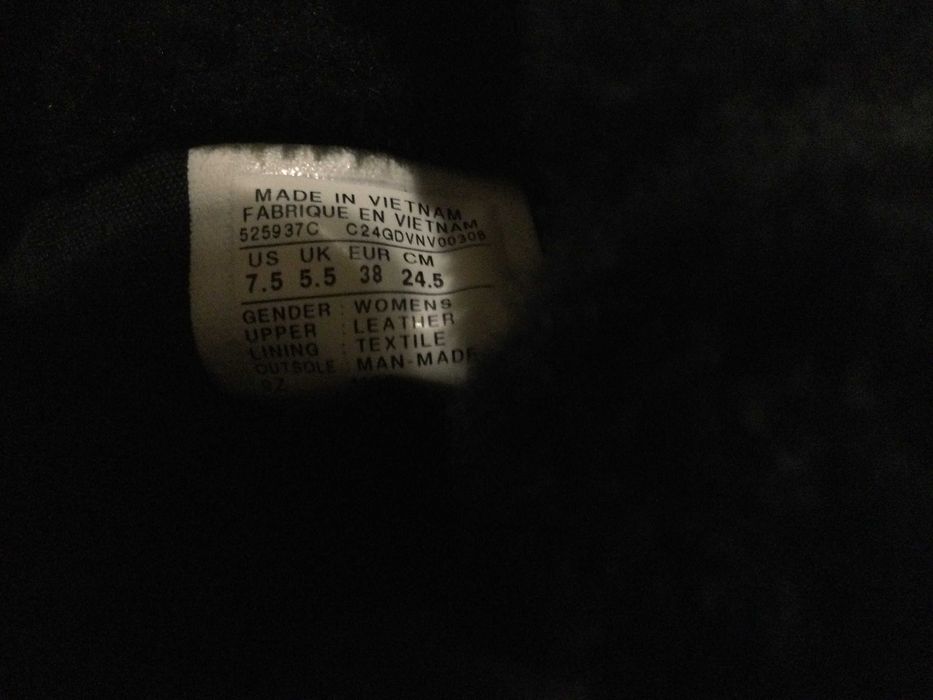 MADE IN VIETNAM
FABRIQUE EN VIETNAM
525937C C24GDVNV00308
US UK EUR CM
7.5 5.5 38 24.5
GENDER : WOMENS
UPPER : LEATHER
LINING : TEXTILE
OUTSOLE : MAN-MADE